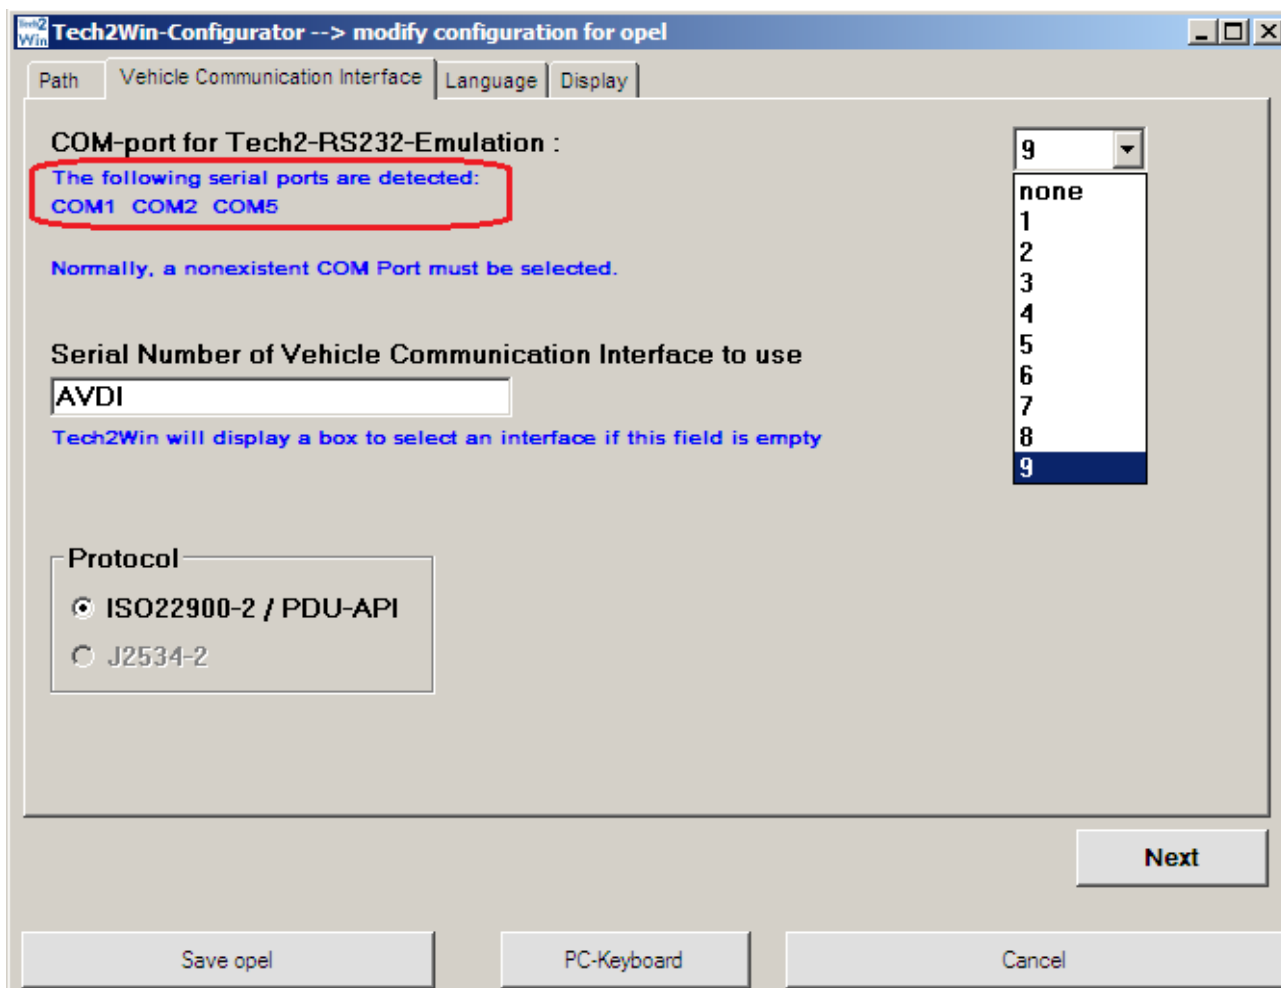 Tech2 Win Tech2Win-Configurator --> modify configuration for opel
Path Vehicle Communication Interface Language Display
COM-port for Tech2-RS232-Emulation :
9
The following serial ports are detected:
COM1 COM2 COM5
none
1
2
3
4
5
6
7
8
9
Normally, a nonexistent COM Port must be selected.
Serial Number of Vehicle Communication Interface to use
AVDI
Tech2Win will display a box to select an interface if this field is empty
Protocol
ISO22900-2 / PDU-API
J2534-2
Next
Save opel PC-Keyboard Cancel